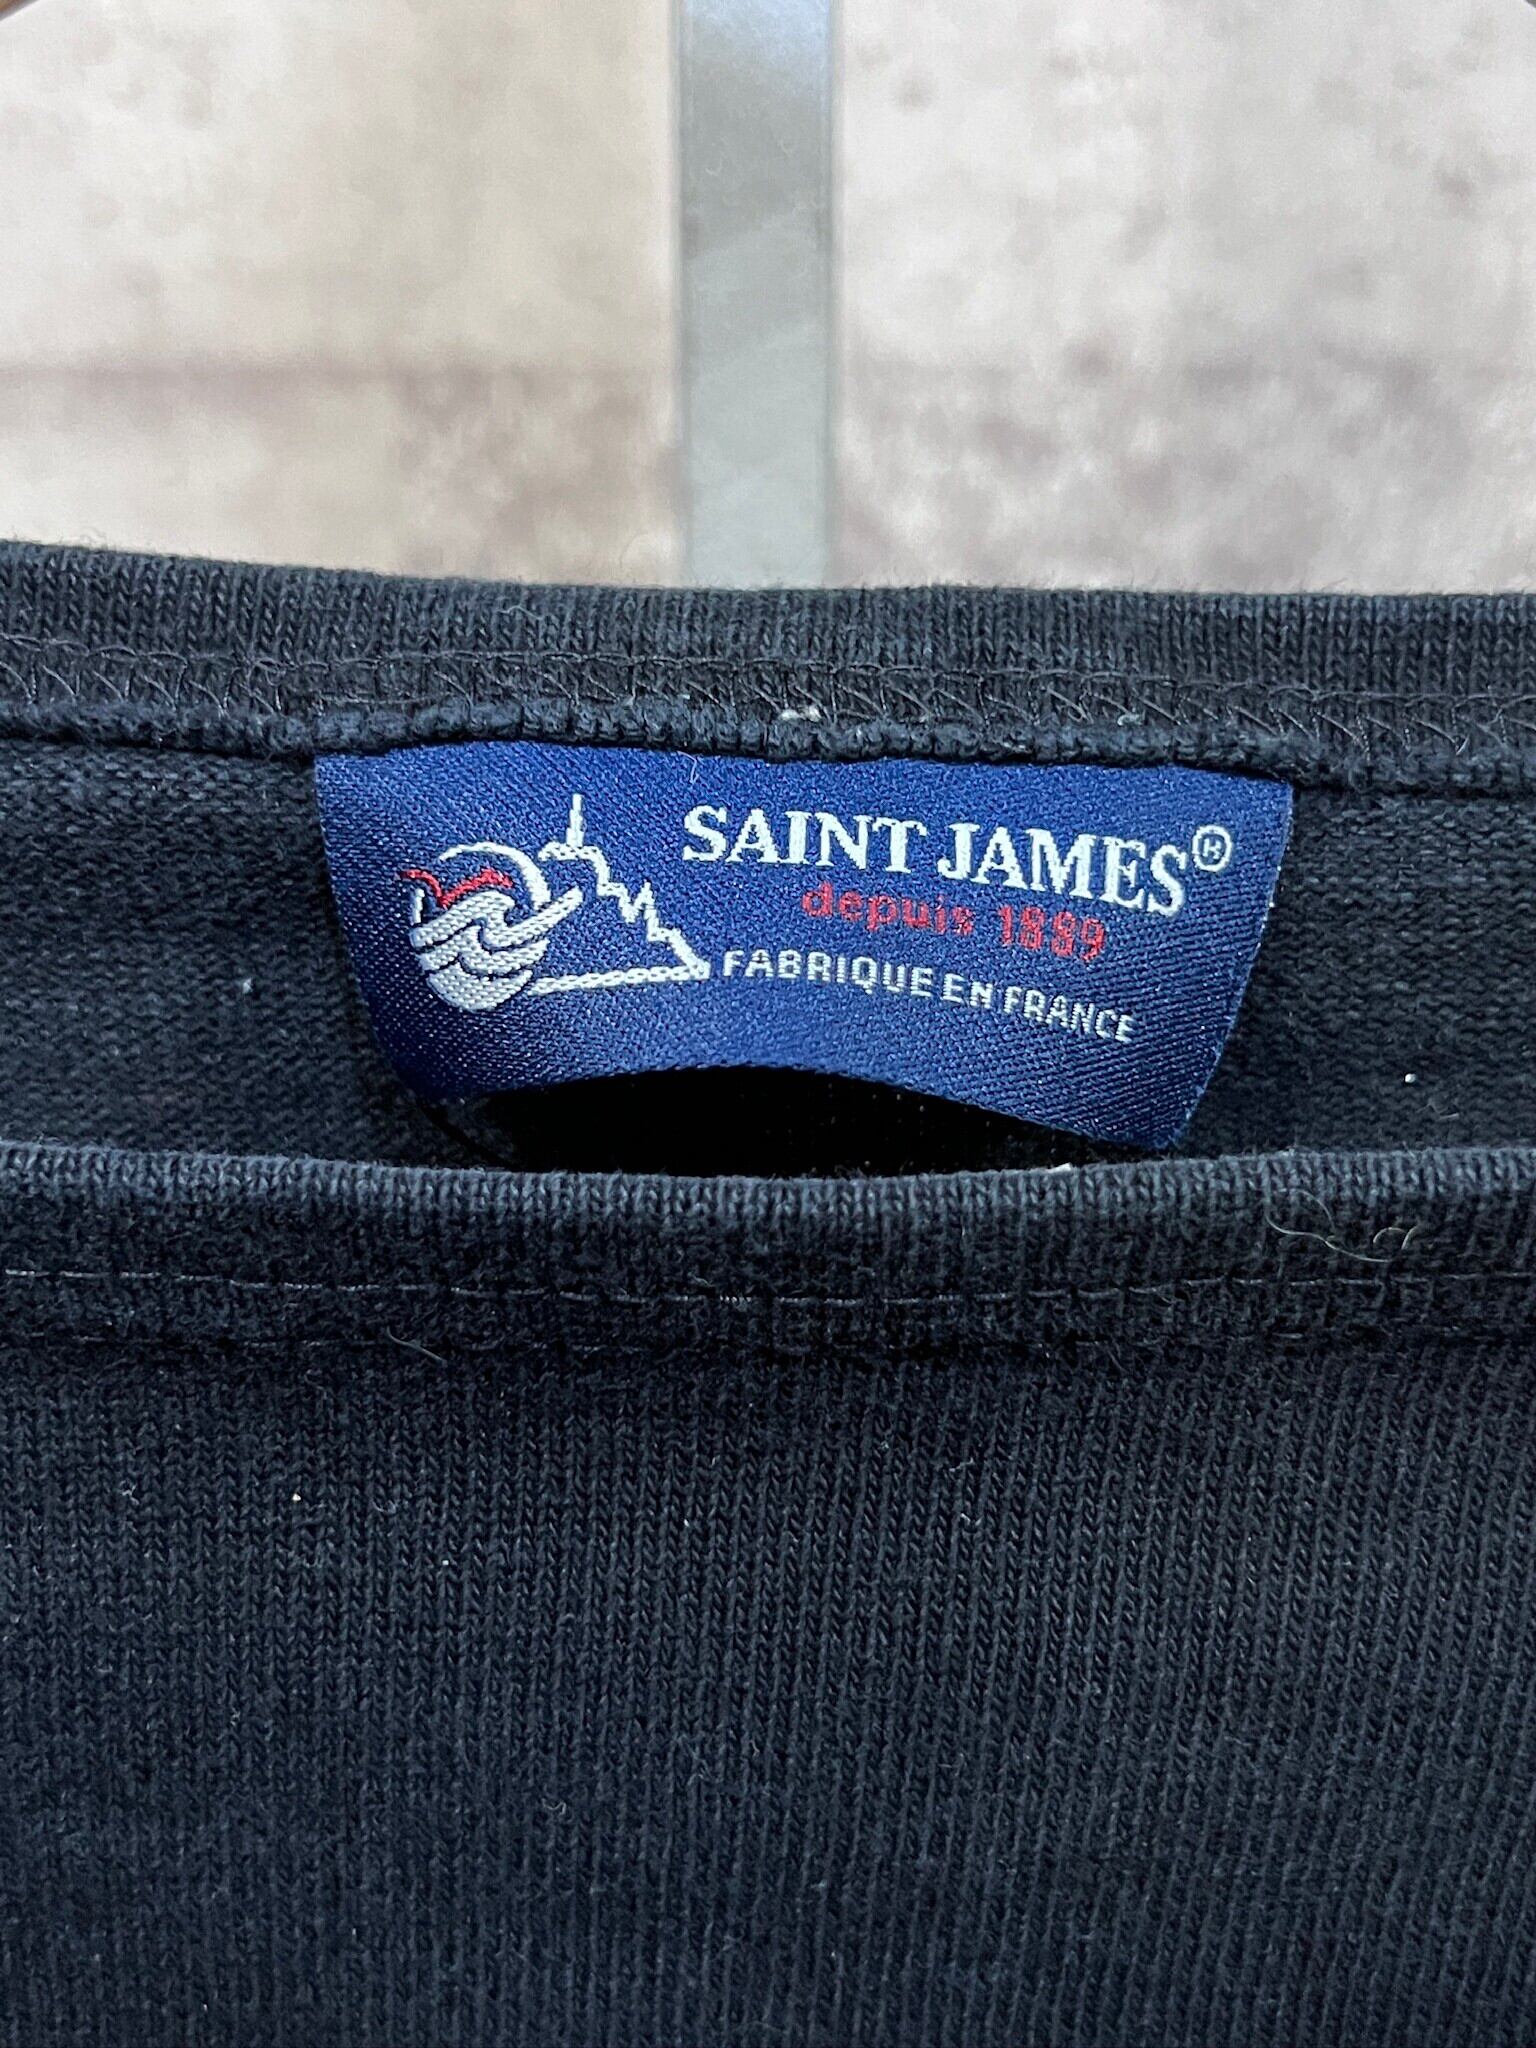 SAINT JAMES®
depuis 1889
FABRIQUE EN FRANCE